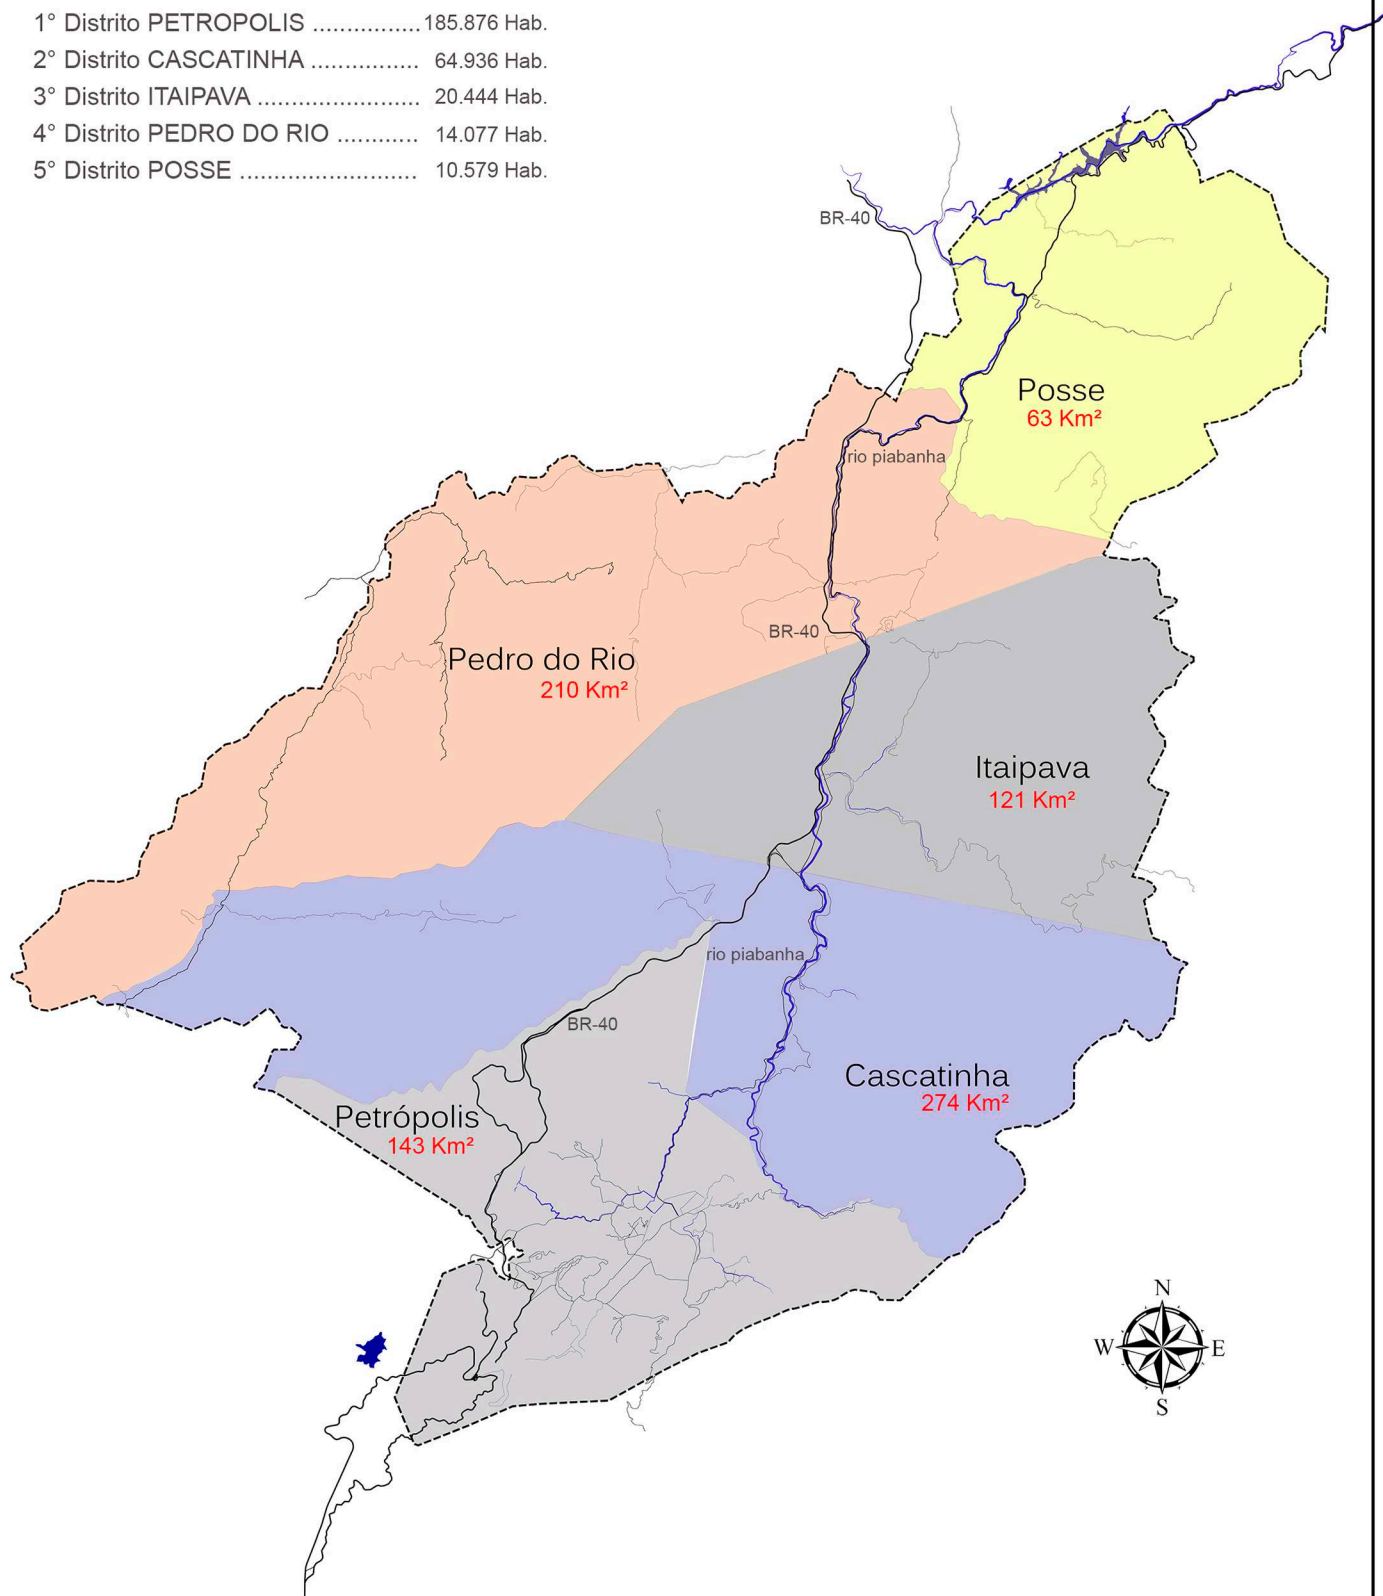 1° Distrito PETROPOLIS ................185.876 Hab.
2° Distrito CASCATINHA ................ 64.936 Hab.
3° Distrito ITAIPAVA ........................ 20.444 Hab.
4° Distrito PEDRO DO RIO ............ 14.077 Hab.
5° Distrito POSSE .......................... 10.579 Hab.
BR-40
Posse
63 Km²
rio piabanha
BR-40
Pedro do Rio
210 Km²
Itaipava
121 Km²
rio piabanha
BR-40
Cascatinha
274 Km²
Petrópolis
143 Km²
N
W E
S